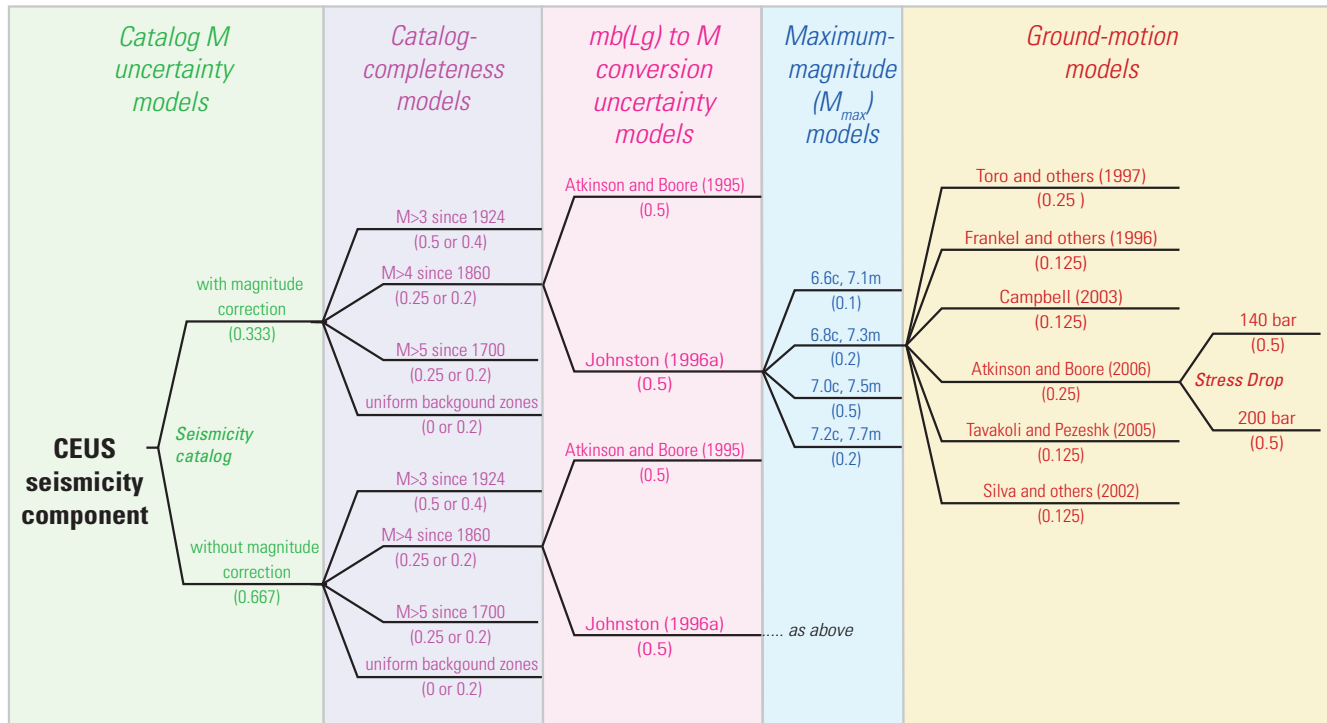 Catalog M
uncertainty
models
Catalog-
completeness
models
mb(Lg) to M
conversion
uncertainty
models
Maximum-
magnitude
(Mmax)
models
Ground-motion
models
CEUS
seismicity
component
Seismicity
catalog
with magnitude
correction
(0.333)
without magnitude
correction
(0.667)
M>3 since 1924
(0.5 or 0.4)
M>4 since 1860
(0.25 or 0.2)
M>5 since 1700
(0.25 or 0.2)
uniform backgound zones
(0 or 0.2)
M>3 since 1924
(0.5 or 0.4)
M>4 since 1860
(0.25 or 0.2)
M>5 since 1700
(0.25 or 0.2)
uniform backgound zones
(0 or 0.2)
Atkinson and Boore (1995)
(0.5)
Johnston (1996a)
(0.5)
Atkinson and Boore (1995)
(0.5)
Johnston (1996a)
(0.5)
..... as above
6.6c, 7.1m
(0.1)
6.8c, 7.3m
(0.2)
7.0c, 7.5m
(0.5)
7.2c, 7.7m
(0.2)
Toro and others (1997)
(0.25 )
Frankel and others (1996)
(0.125)
Campbell (2003)
(0.125)
Atkinson and Boore (2006)
(0.25)
Tavakoli and Pezeshk (2005)
(0.125)
Silva and others (2002)
(0.125)
140 bar
(0.5)
Stress Drop
200 bar
(0.5)